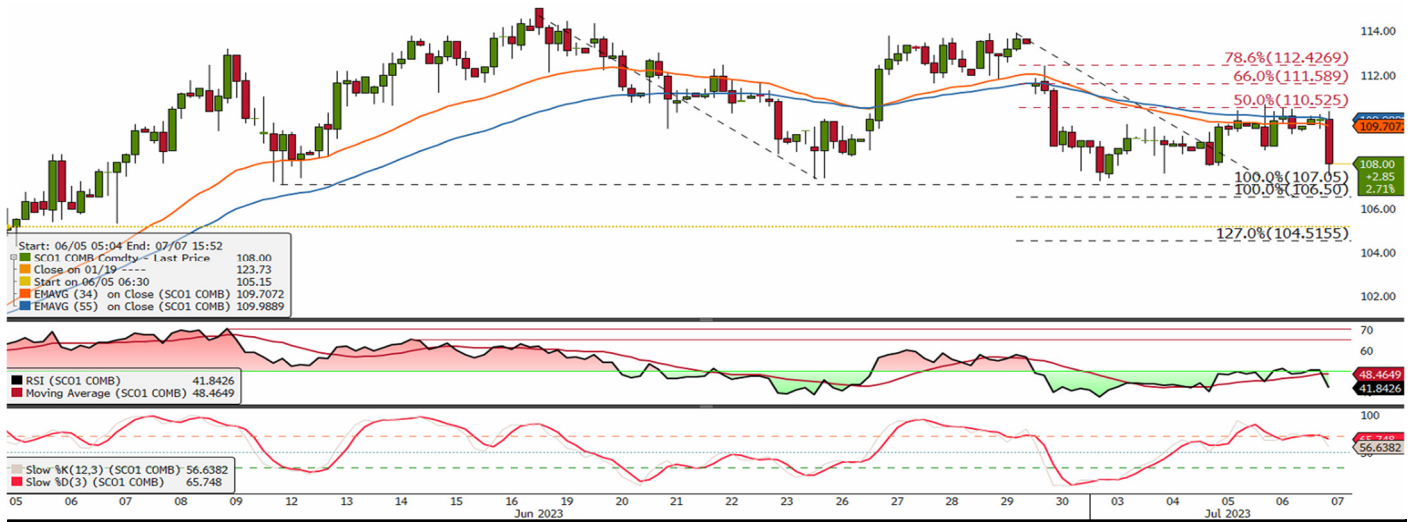 114.00
78.6%(112.4269)
112.00
66.0%(111.589)
50.0%(110.525)
109.7072
108.00
+2.85
2.71%
100.0%(107.05)
100.0%(106.50)
106.00
127.0%(104.5155)
104.00
102.00
Start: 06/05 05:04 End: 07/07 15:52
SCO1 COMB Comdty - Last Price 108.00
Close on 01/19 ---- 123.73
Start on 06/05 06:30 105.15
EMAVG (34) on Close (SCO1 COMB) 109.7072
EMAVG (55) on Close (SCO1 COMB) 109.9889
70
60
RSI (SCO1 COMB) 41.8426
Moving Average (SCO1 COMB) 48.4649
48.4649
41.8426
100
65.748
56.6382
Slow %K(12,3) (SCO1 COMB) 56.6382
Slow %D(3) (SCO1 COMB) 65.748
05 06 07 08 09 12 13 14 15 16 19 20 21 22 23 26 27 28 29 30 03 04 05 06 07
Jun 2023 Jul 2023